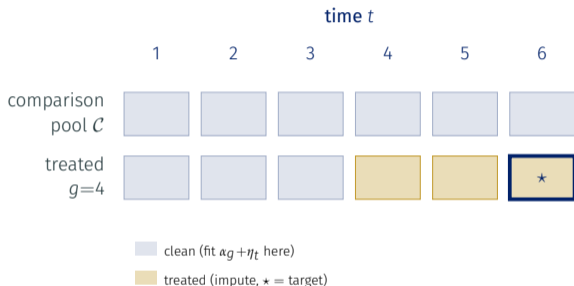 time t
1 2 3 4 5 6
comparison
pool 𝒞
treated
g=4
⋆
clean (fit αg+ηt here)
treated (impute, ⋆ = target)